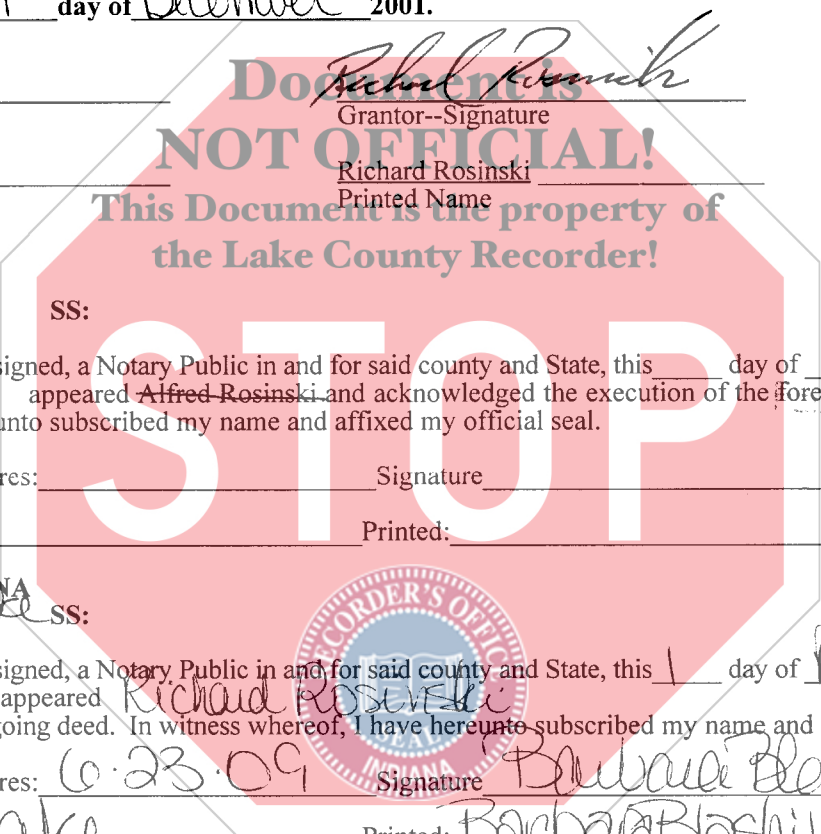 day of December 2001.
Document is
Grantor--Signature
NOT OFFICIAL!
Richard Rosinski
Printed Name
This Document is the property of
the Lake County Recorder!
SS:
STOP
signed, a Notary Public in and for said county and State, this____ day of
appeared Alfred Rosinski and acknowledged the execution of the fore
unto subscribed my name and affixed my official seal.
res: Signature
Printed:
NA
SS:
signed, a Notary Public in and for said county and State, this 1 day of
appeared Richard Rosinski
going deed. In witness whereof, I have hereunto subscribed my name and
res: 6-23-09 Signature Barbara
Printed: Barbara
RECORDER'S OFFICE
SEAL
INDIANA